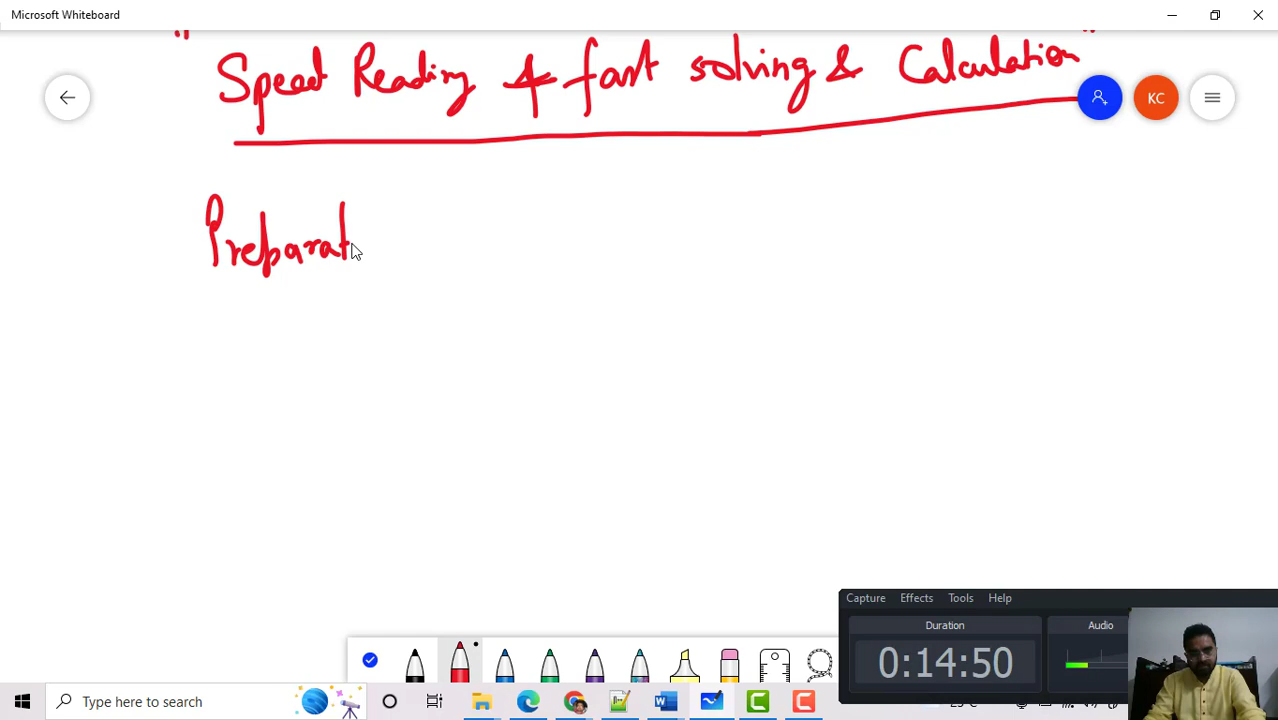 Microsoft Whiteboard
"Speed Reading & fast solving & Calculation"
KC
Preparat
Capture Effects Tools Help
Duration
Audio
0:14:50
Type here to search